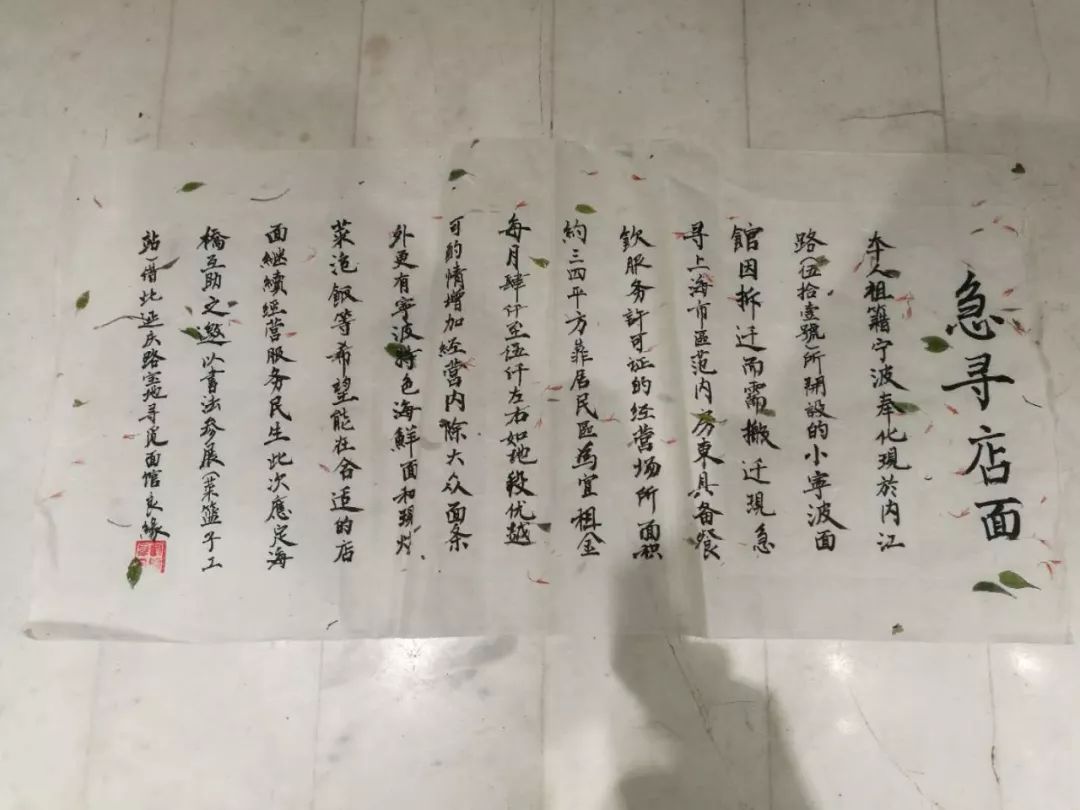 急寻店面
本人祖籍宁波奉化現於内江
路(伍拾壹號)所開設的小寧波面
館因拆迁而需搬迁現急
寻上海市區范内房東具备餐
飲服务許可证的经营场所面积
約三四平方靠居民區為宜租金
每月肆仟至伍仟左右如地段优越
可酌情增加经营内除大众面条
外更有寧波特色海鮮面和現炒
菜泡飯等希望能在合适的店
面継续经营服务民生此次應定海
橋互助之邀以書法参展(菜篮子工
站)借此延庆路宝地寻覓面馆良缘